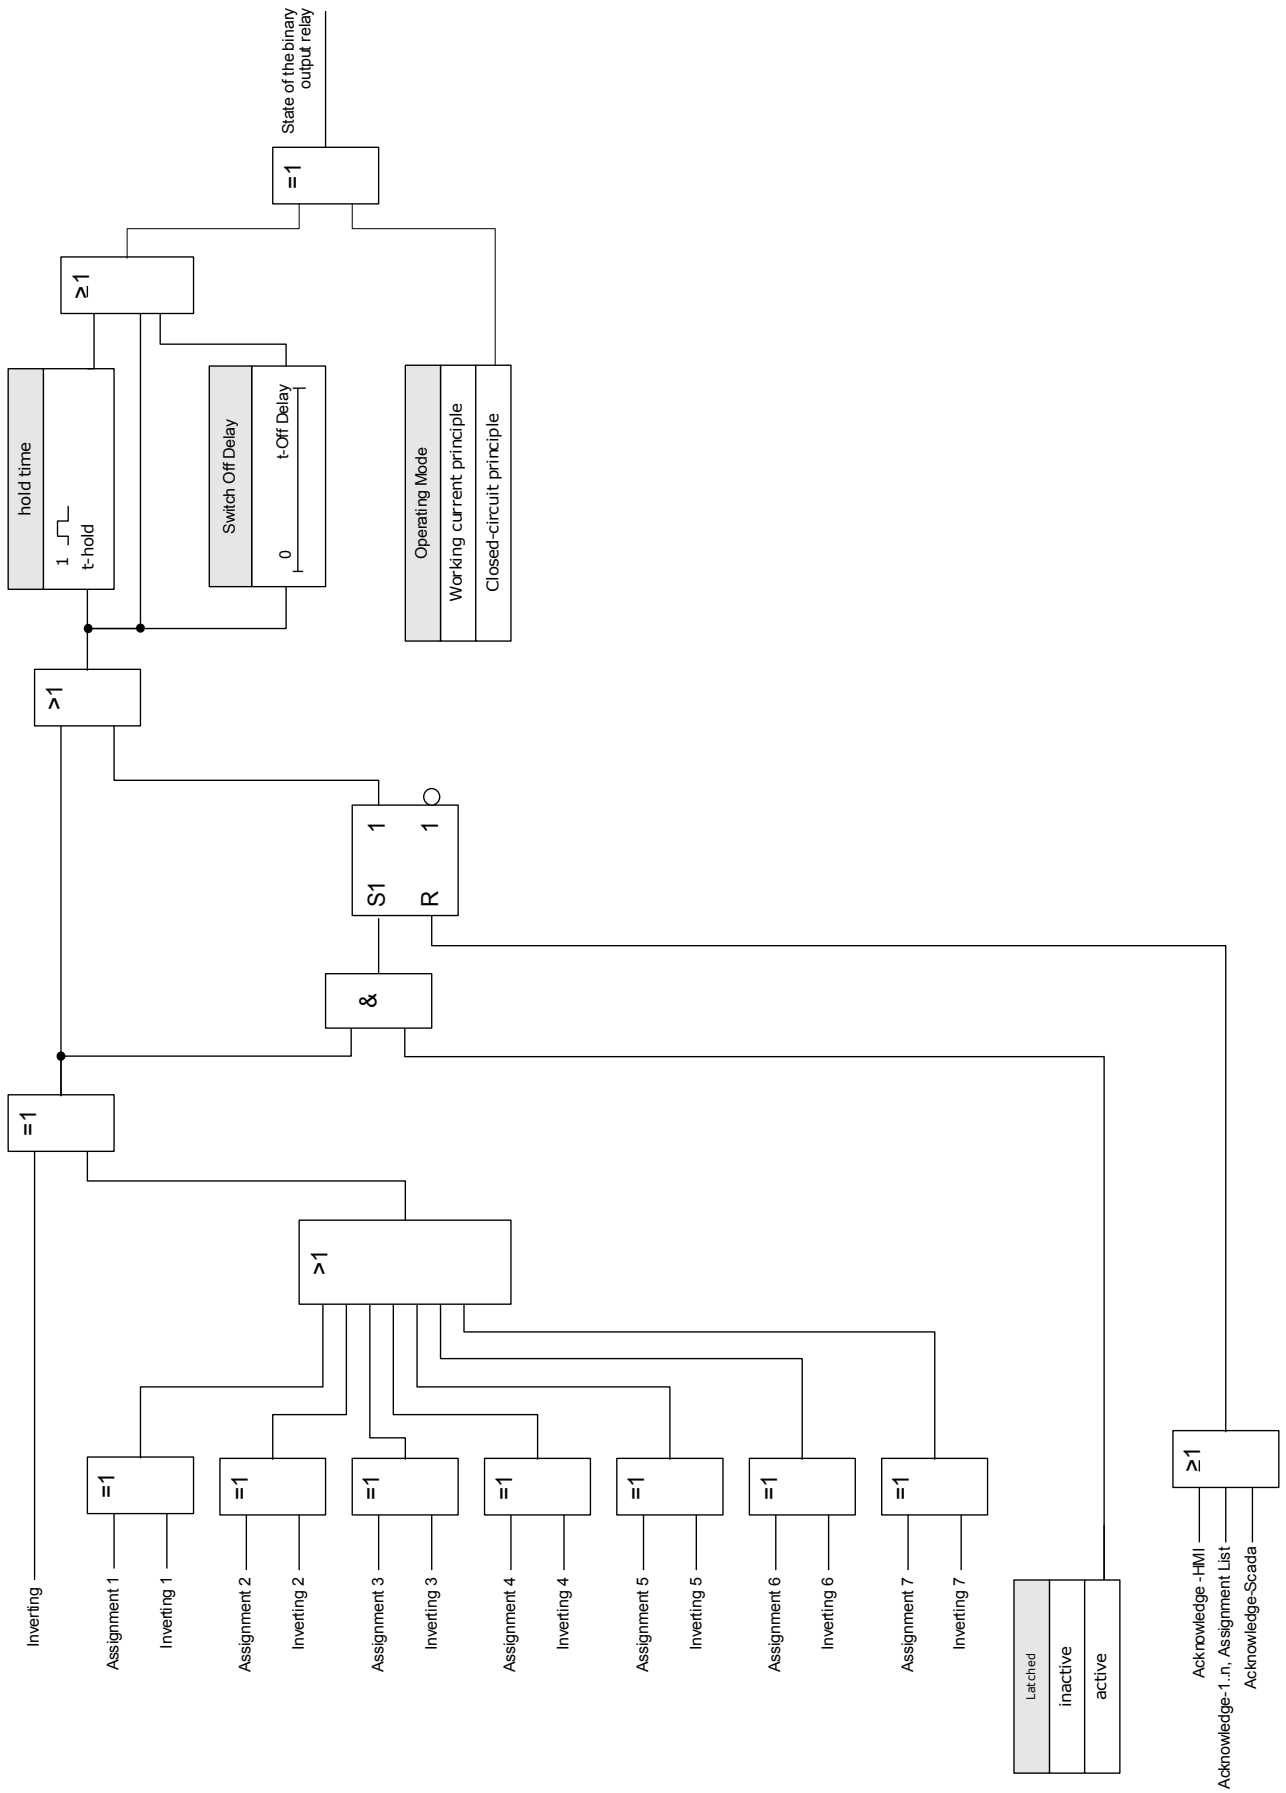 Inverting
Assignment 1
Inverting 1
Assignment 2
Inverting 2
Assignment 3
Inverting 3
Assignment 4
Inverting 4
Assignment 5
Inverting 5
Assignment 6
Inverting 6
Assignment 7
Inverting 7
Latched
inactive
active
Acknowledge -HMI
Acknowledge-1..n, Assignment List
Acknowledge-Scada
=1
=1
=1
=1
=1
=1
=1
≥1
>1
=1
&
S1 1
R 1
>1
hold time
1
t-hold
Switch Off Delay
0 t-Off Delay
Operating Mode
Working current principle
Closed-circuit principle
≥1
=1
State of the binary
output relay